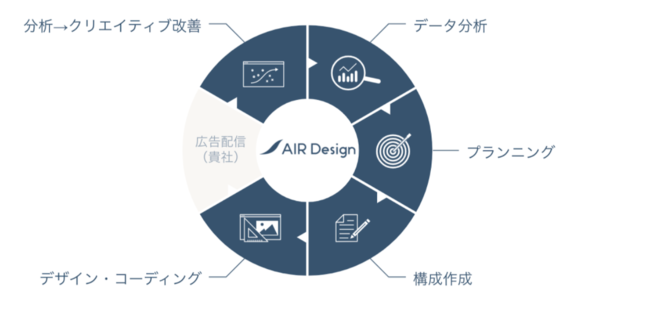 分析→クリエイティブ改善
データ分析
広告配信
（貴社）
AIR Design
プランニング
デザイン・コーディング
構成作成